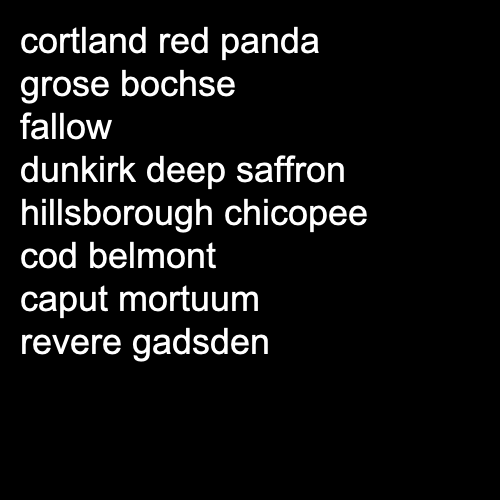 cortland red panda
grose bochse
fallow
dunkirk deep saffron
hillsborough chicopee
cod belmont
caput mortuum
revere gadsden